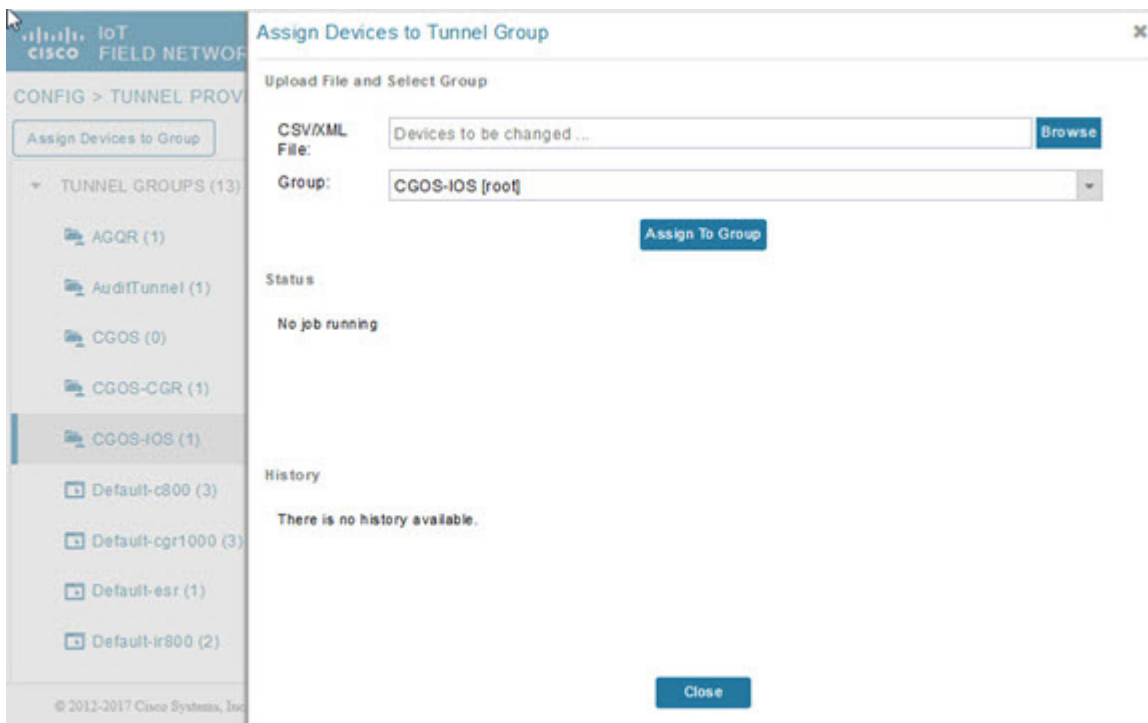 IoT
CISCO FIELD NETWOR
CONFIG > TUNNEL PROV
Assign Devices to Group
TUNNEL GROUPS (13)
AGQR (1)
AuditTunnel (1)
CGOS (0)
CGOS-CGR (1)
CGOS-IOS (1)
Default-c800 (3)
Default-cgr1000 (3)
Default-esr (1)
Default-ir800 (2)
© 2012-2017 Cisco Systems, Inc
Assign Devices to Tunnel Group
Upload File and Select Group
CSV/XML
File:
Devices to be changed ...
Browse
Group:
CGOS-IOS [root]
Assign To Group
Status
No job running
History
There is no history available.
Close